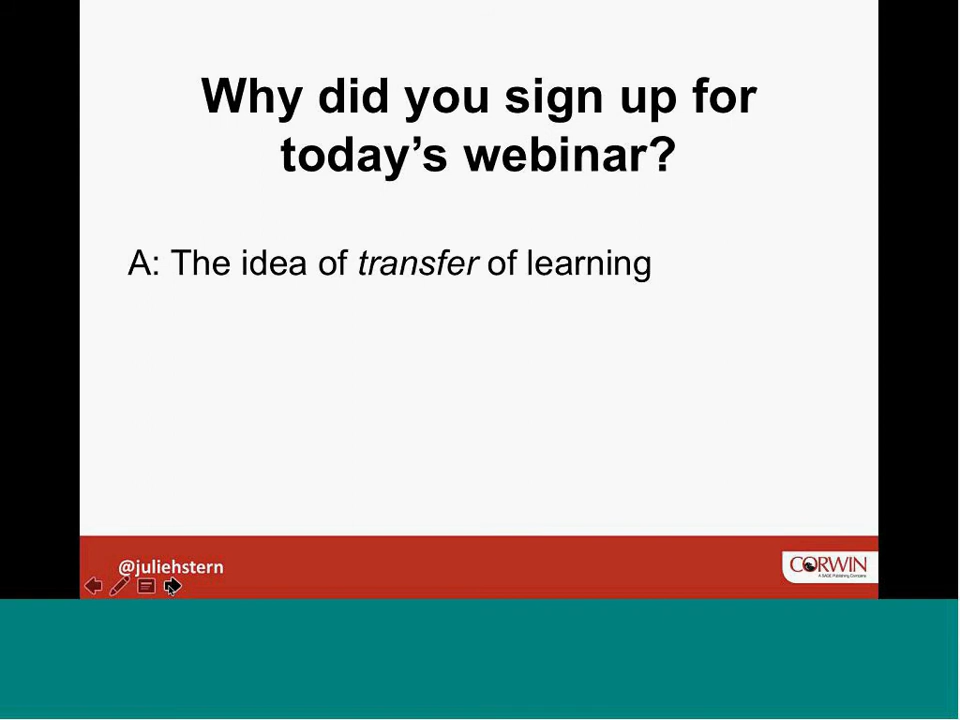 Why did you sign up for
today's webinar?
A: The idea of transfer of learning
@juliehstern
CORWIN
A SAGE Publishing Company